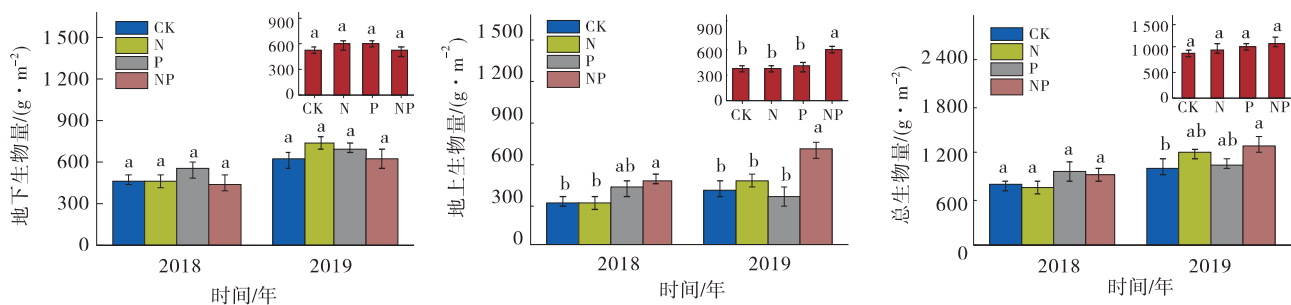 地下生物量/(g·m⁻²)
1 500
1 200
900
600
300
0
CK
N
P
NP
900
600
300
0
a a a a
CK N P NP
a a a a
a a a a
2018 2019
时间/年
地上生物量/(g·m⁻²)
1 500
1 200
900
600
300
0
CK
N
P
NP
900
600
300
0
b b b a
CK N P NP
b b ab a
b b b a
2018 2019
时间/年
总生物量/(g·m⁻²)
2 400
1 800
1 200
600
0
CK
N
P
NP
1 500
1 000
500
0
a a a a
CK N P NP
a a a a
b ab ab a
2018 2019
时间/年